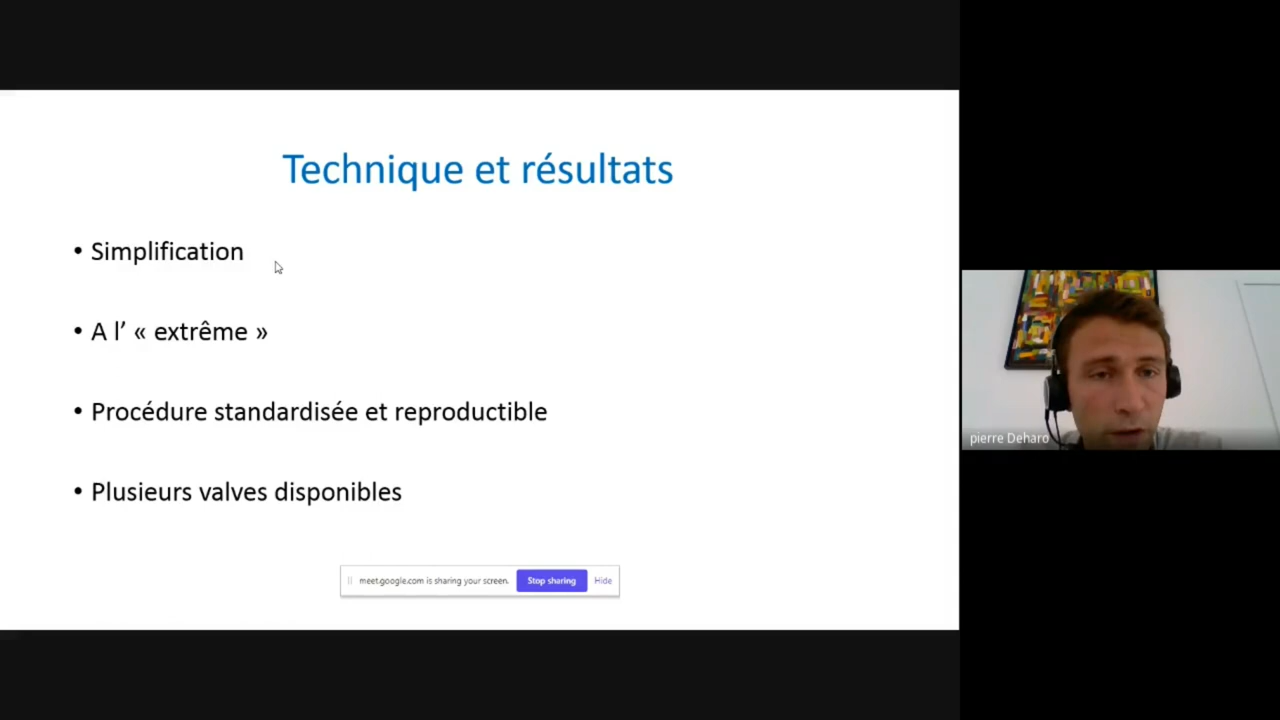 Technique et résultats
• Simplification
• A l’ « extrême »
• Procédure standardisée et reproductible
• Plusieurs valves disponibles
meet.google.com is sharing your screen. Stop sharing Hide
pierre Deharo